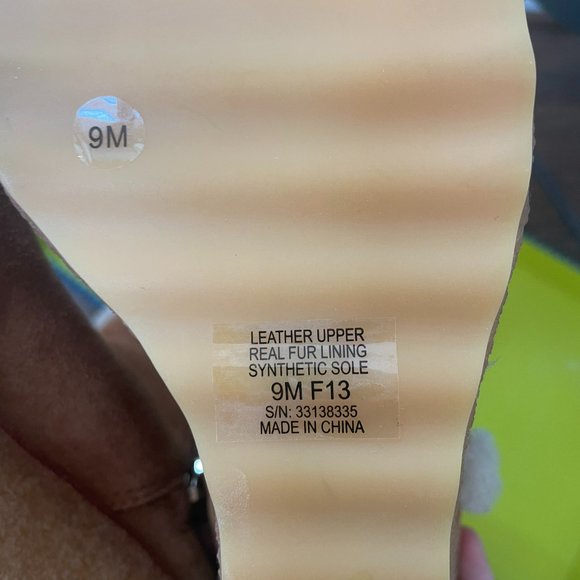 9M
LEATHER UPPER
REAL FUR LINING
SYNTHETIC SOLE
9M F13
S/N: 33138335
MADE IN CHINA